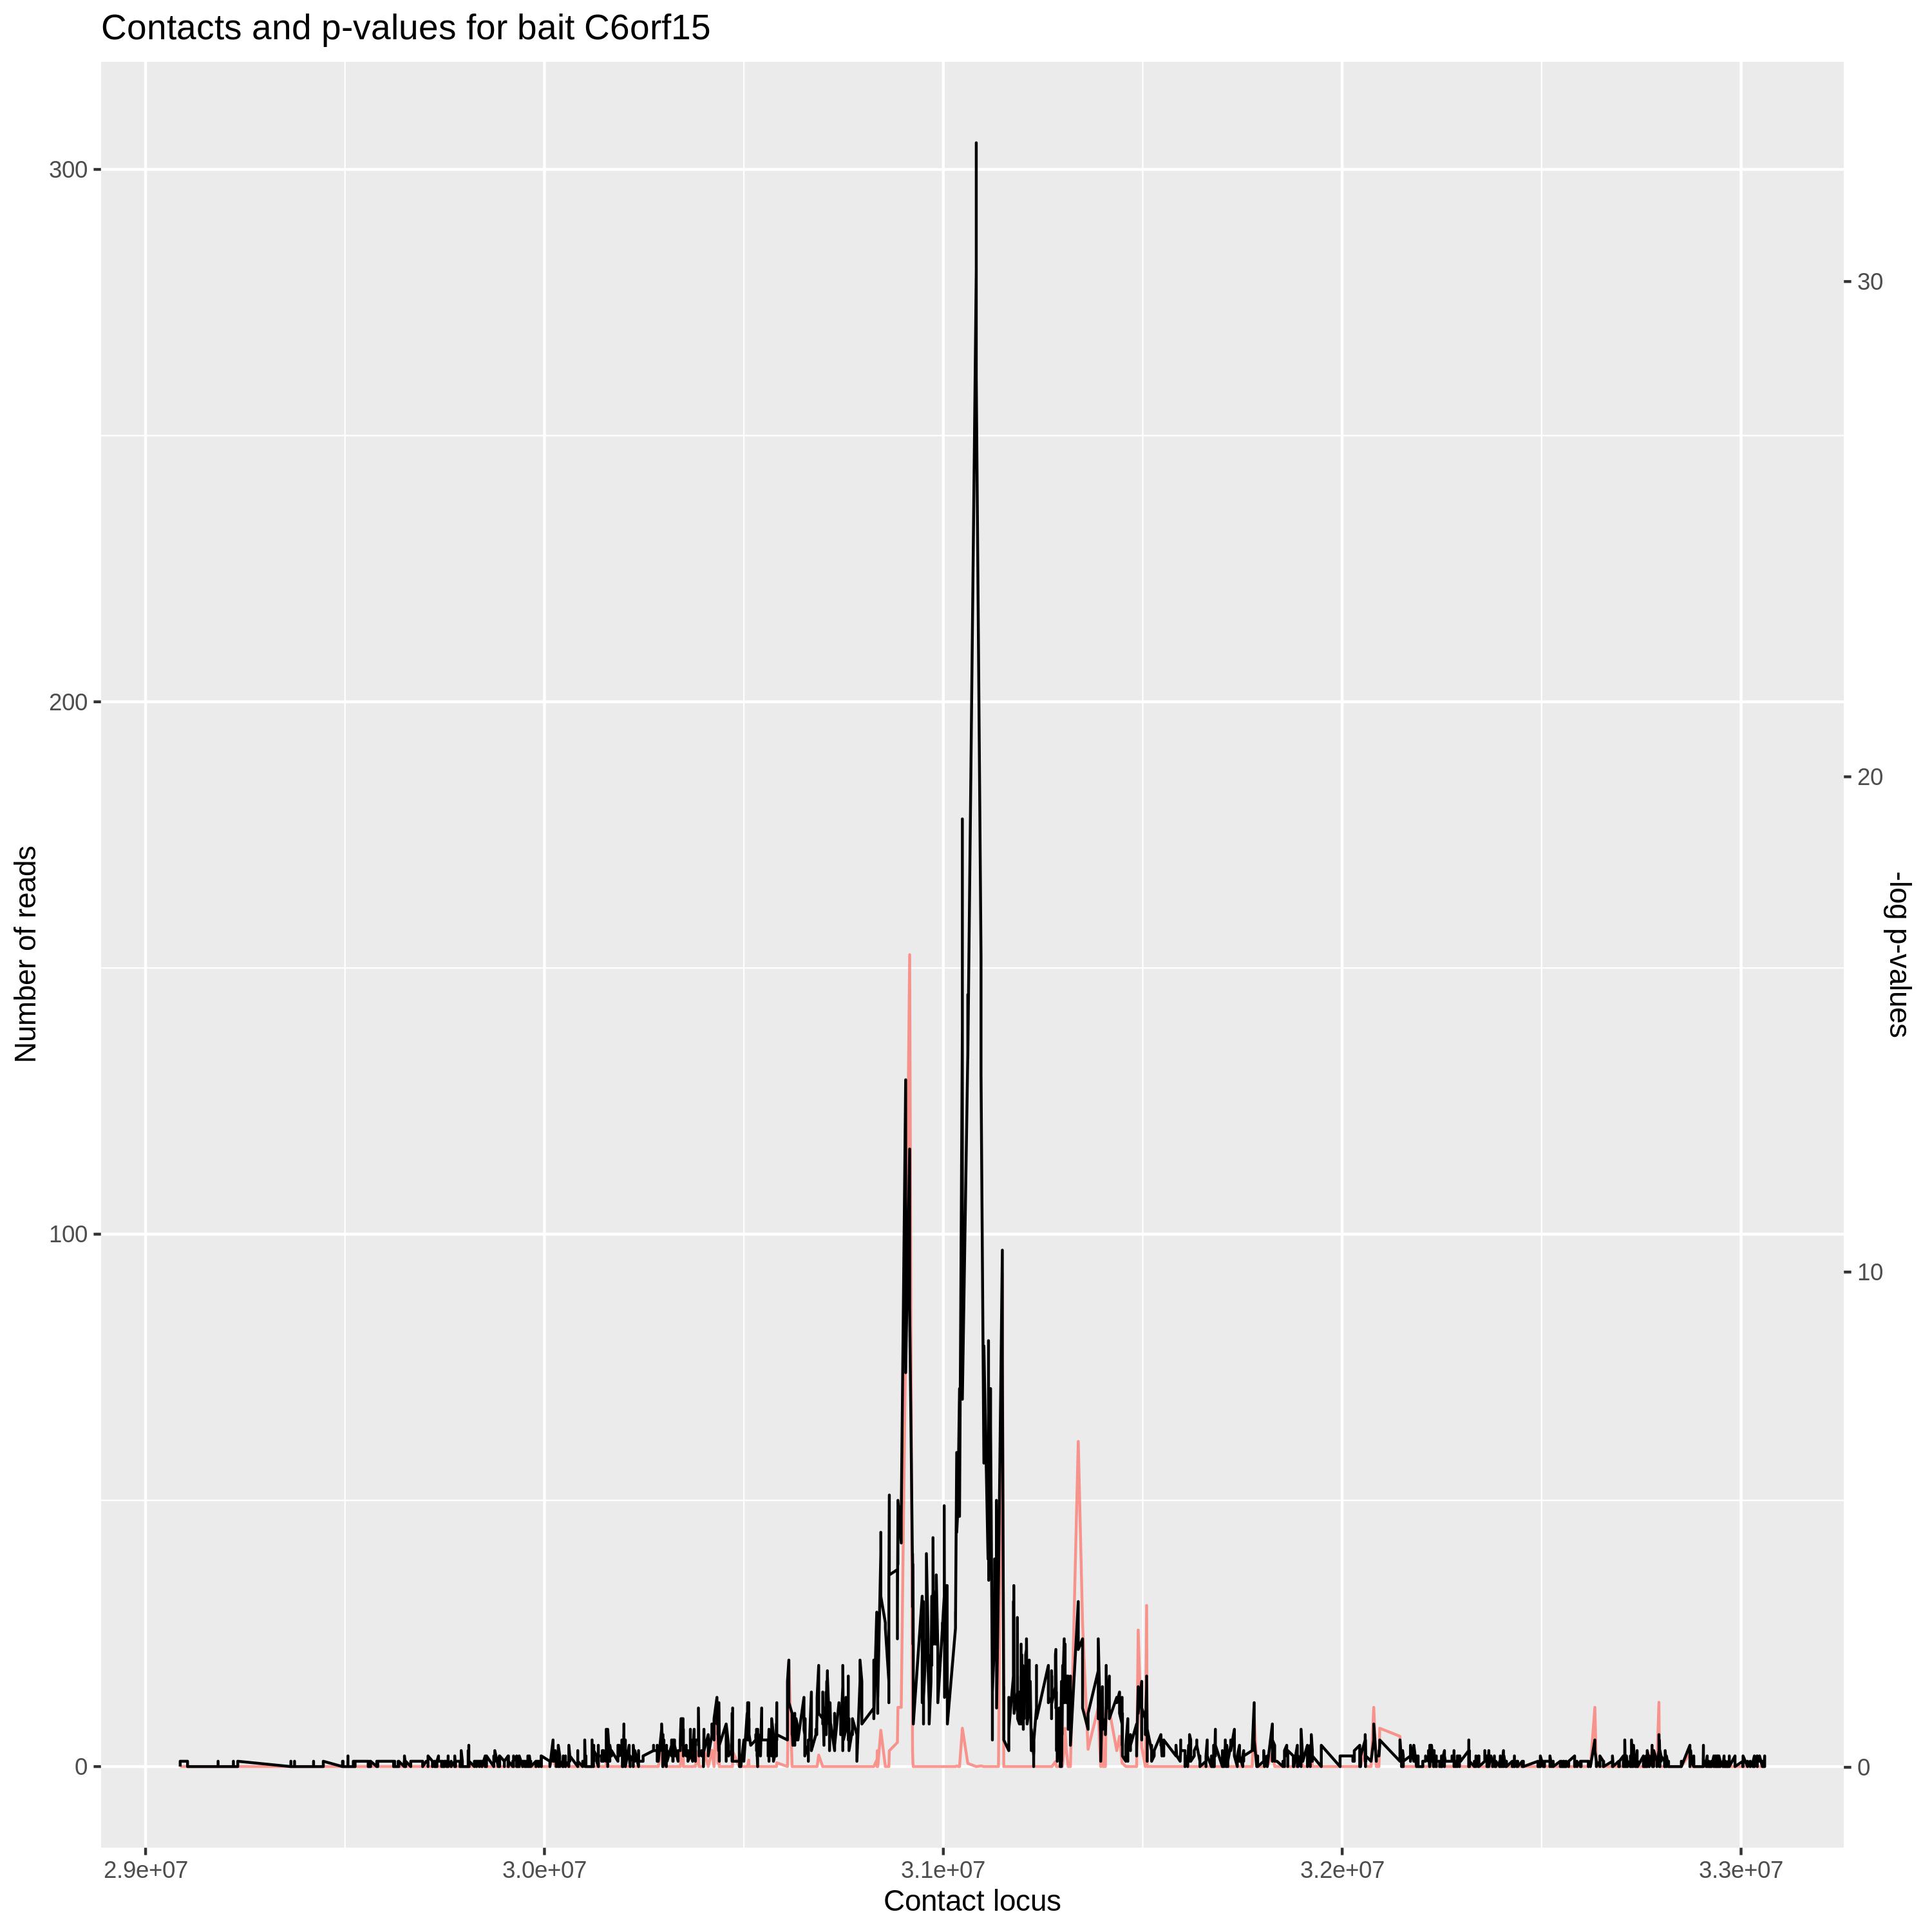 Contacts and p-values for bait C6orf15
300
200
100
0
Number of reads
30
20
10
0
-log p-values
2.9e+07 3.0e+07 3.1e+07 3.2e+07 3.3e+07
Contact locus